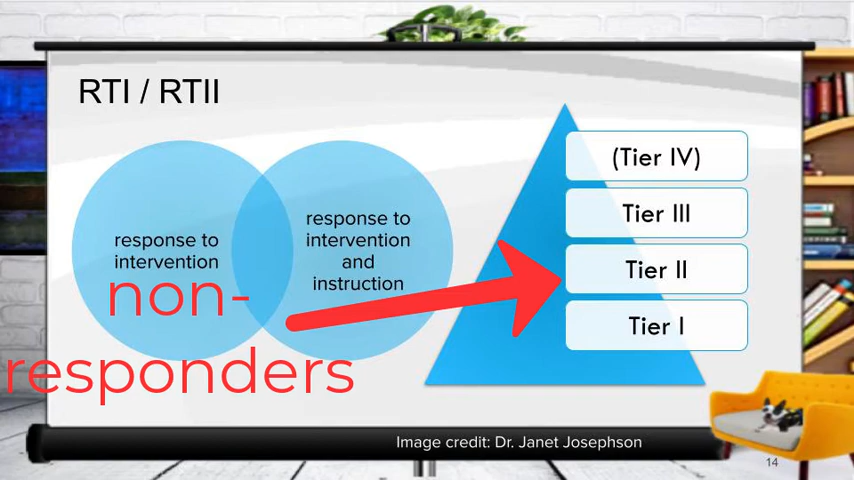 RTI / RTII
response to
intervention
response to
intervention
and
instruction
non-
responders
(Tier IV)
Tier III
Tier II
Tier I
Image credit: Dr. Janet Josephson
14